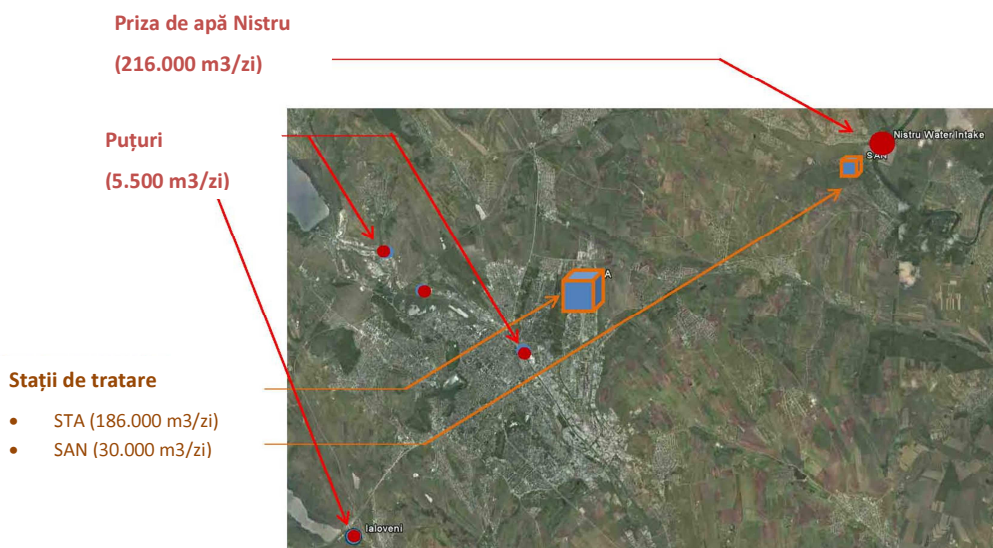 Priza de apă Nistru
(216.000 m3/zi)
Puțuri
(5.500 m3/zi)
Nistru Water Intake
SAN
A
Stații de tratare
• STA (186.000 m3/zi)
• SAN (30.000 m3/zi)
Ialoveni